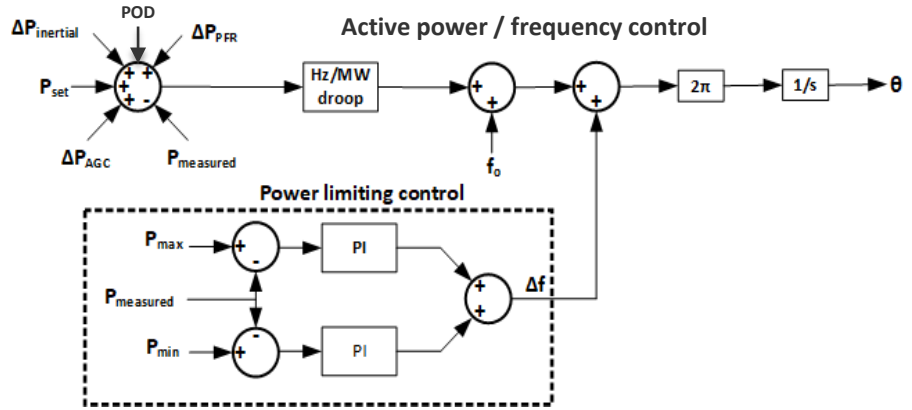 Active power / frequency control
POD
ΔP_inertial
ΔP_PFR
P_set
ΔP_AGC
P_measured
+ + + + -
Hz/MW
droop
+
+
f_o
+
+
2π
1/s
θ
Power limiting control
P_max
+
-
PI
P_measured
+
+
Δf
P_min
+
-
PI